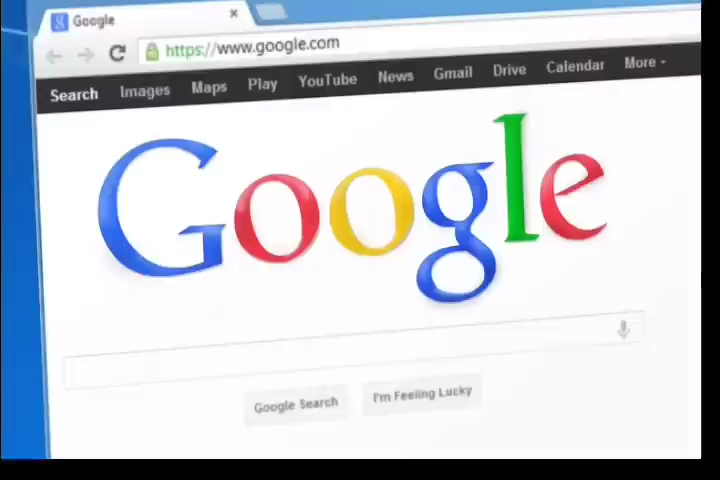 Google
https://www.google.com
Search Images Maps Play YouTube News Gmail Drive Calendar More
Google
Google Search I'm Feeling Lucky